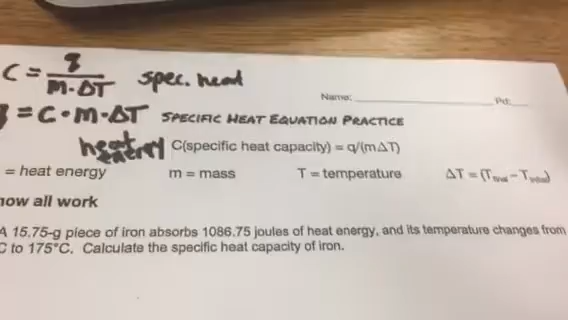 C = q/m·ΔT spec. heat
Name: Pd:
q = C·m·ΔT SPECIFIC HEAT EQUATION PRACTICE
heat energy C(specific heat capacity) = q/(mΔT)
= heat energy m = mass T = temperature ΔT = (Tfinal – Tinitial)
how all work
A 15.75-g piece of iron absorbs 1086.75 joules of heat energy, and its temperature changes from
C to 175°C. Calculate the specific heat capacity of iron.